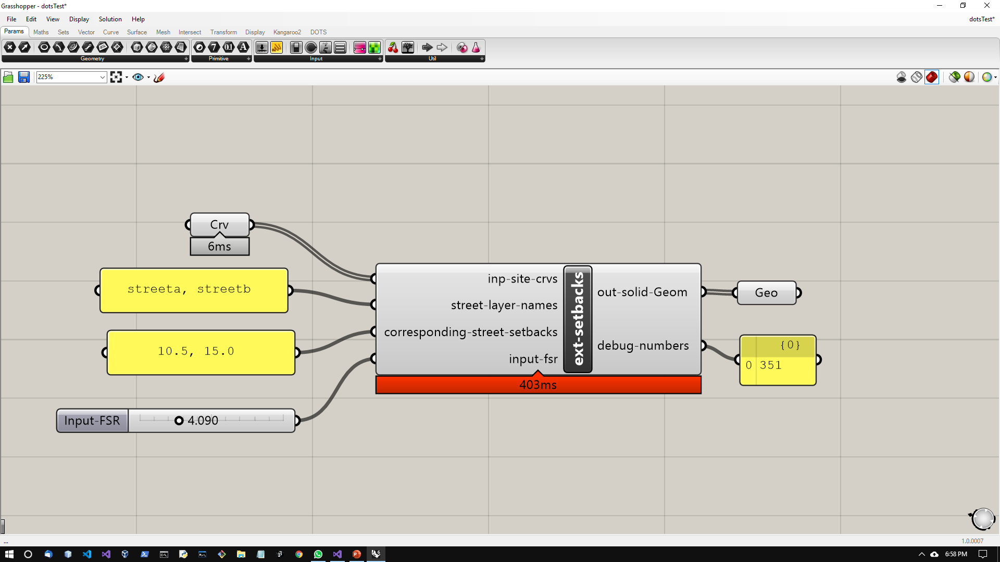 Grasshopper - dotsTest*
File Edit View Display Solution Help
dotsTest*
Params Maths Sets Vector Curve Surface Mesh Intersect Transform Display Kangaroo2 DOTS
7 0.1 A
Geometry + Primitive + Input + Util +
225%
Crv
6ms
streeta, streetb
10.5, 15.0
Input-FSR 4.090
inp-site-crvs
street-layer-names
corresponding-street-setbacks
input-fsr
ext-setbacks
out-solid-Geom
debug-numbers
403ms
Geo
{0}
0 351
...
1.0.0007
6:58 PM